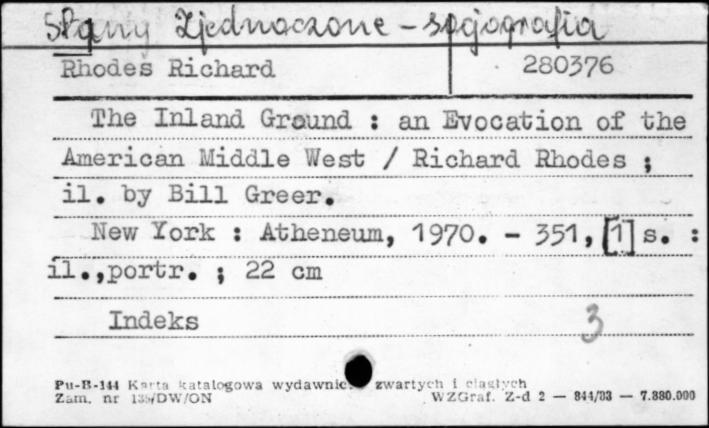 Stany Zjednoczone – socjografia
Rhodes Richard 280376
The Inland Ground : an Evocation of the
American Middle West / Richard Rhodes ;
il. by Bill Greer.
New York : Atheneum, 1970. – 351, [1] s. :
il.,portr. ; 22 cm
Indeks 3
Pu-B-144 Karta katalogowa wydawnic zwartych i ciągłych
Zam. nr 135/DW/ON WZGraf. Z-d 2 — 844/83 — 7.880.000